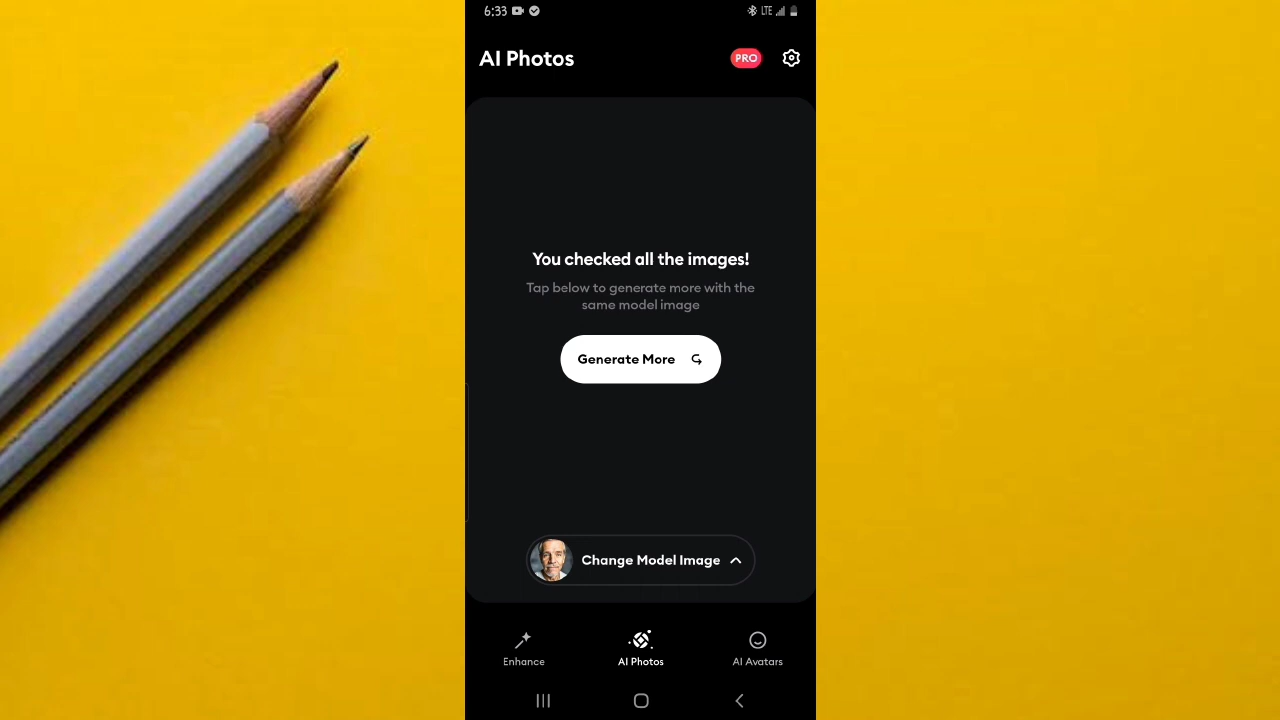 6:33
LTE
AI Photos
PRO
You checked all the images!
Tap below to generate more with the
same model image
Generate More
Change Model Image
Enhance
AI Photos
AI Avatars